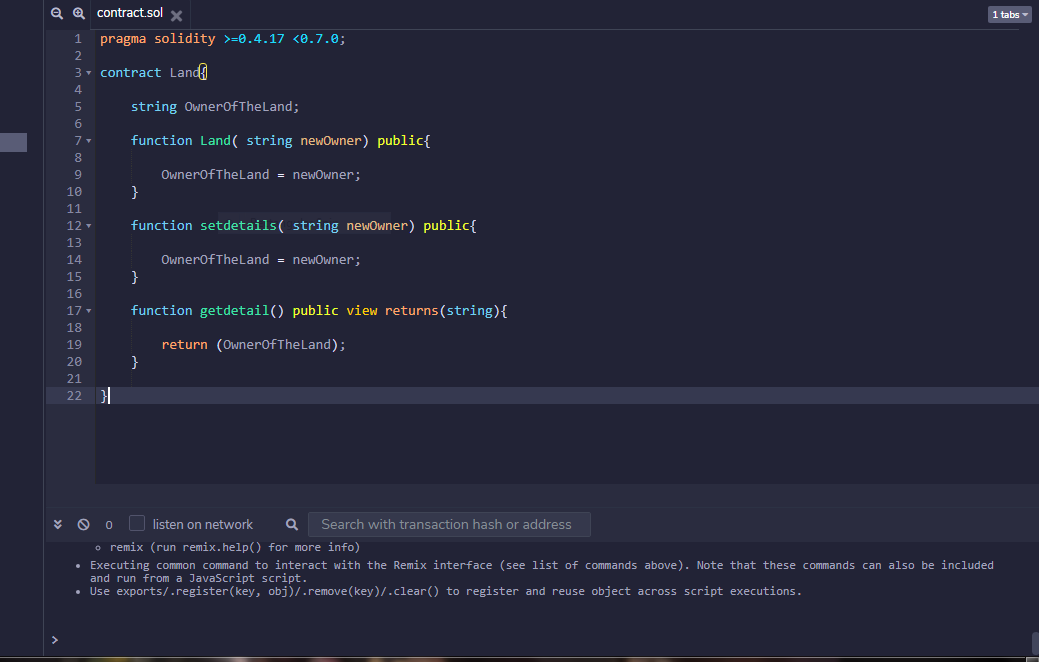 contract.sol
1 tabs
1 pragma solidity >=0.4.17 <0.7.0;
2
3 contract Land{
4
5 string OwnerOfTheLand;
6
7 function Land( string newOwner) public{
8
9 OwnerOfTheLand = newOwner;
10 }
11
12 function setdetails( string newOwner) public{
13
14 OwnerOfTheLand = newOwner;
15 }
16
17 function getdetail() public view returns(string){
18
19 return (OwnerOfTheLand);
20 }
21
22 }
0 listen on network Search with transaction hash or address
remix (run remix.help() for more info)
Executing common command to interact with the Remix interface (see list of commands above). Note that these commands can also be included
and run from a JavaScript script.
Use exports/.register(key, obj)/.remove(key)/.clear() to register and reuse object across script executions.
>